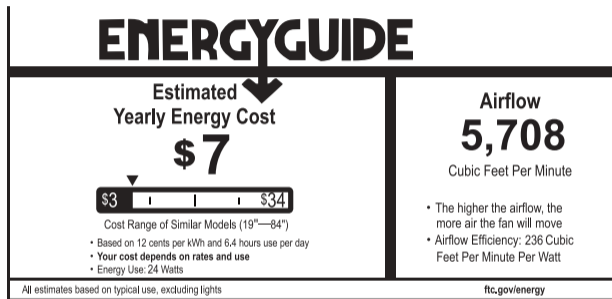 ENERGYGUIDE
Estimated
Yearly Energy Cost
$7
$3 $34
Cost Range of Similar Models (19"—84")
• Based on 12 cents per kWh and 6.4 hours use per day
• Your cost depends on rates and use
• Energy Use: 24 Watts
Airflow
5,708
Cubic Feet Per Minute
• The higher the airflow, the
more air the fan will move
• Airflow Efficiency: 236 Cubic
Feet Per Minute Per Watt
All estimates based on typical use, excluding lights
ftc.gov/energy